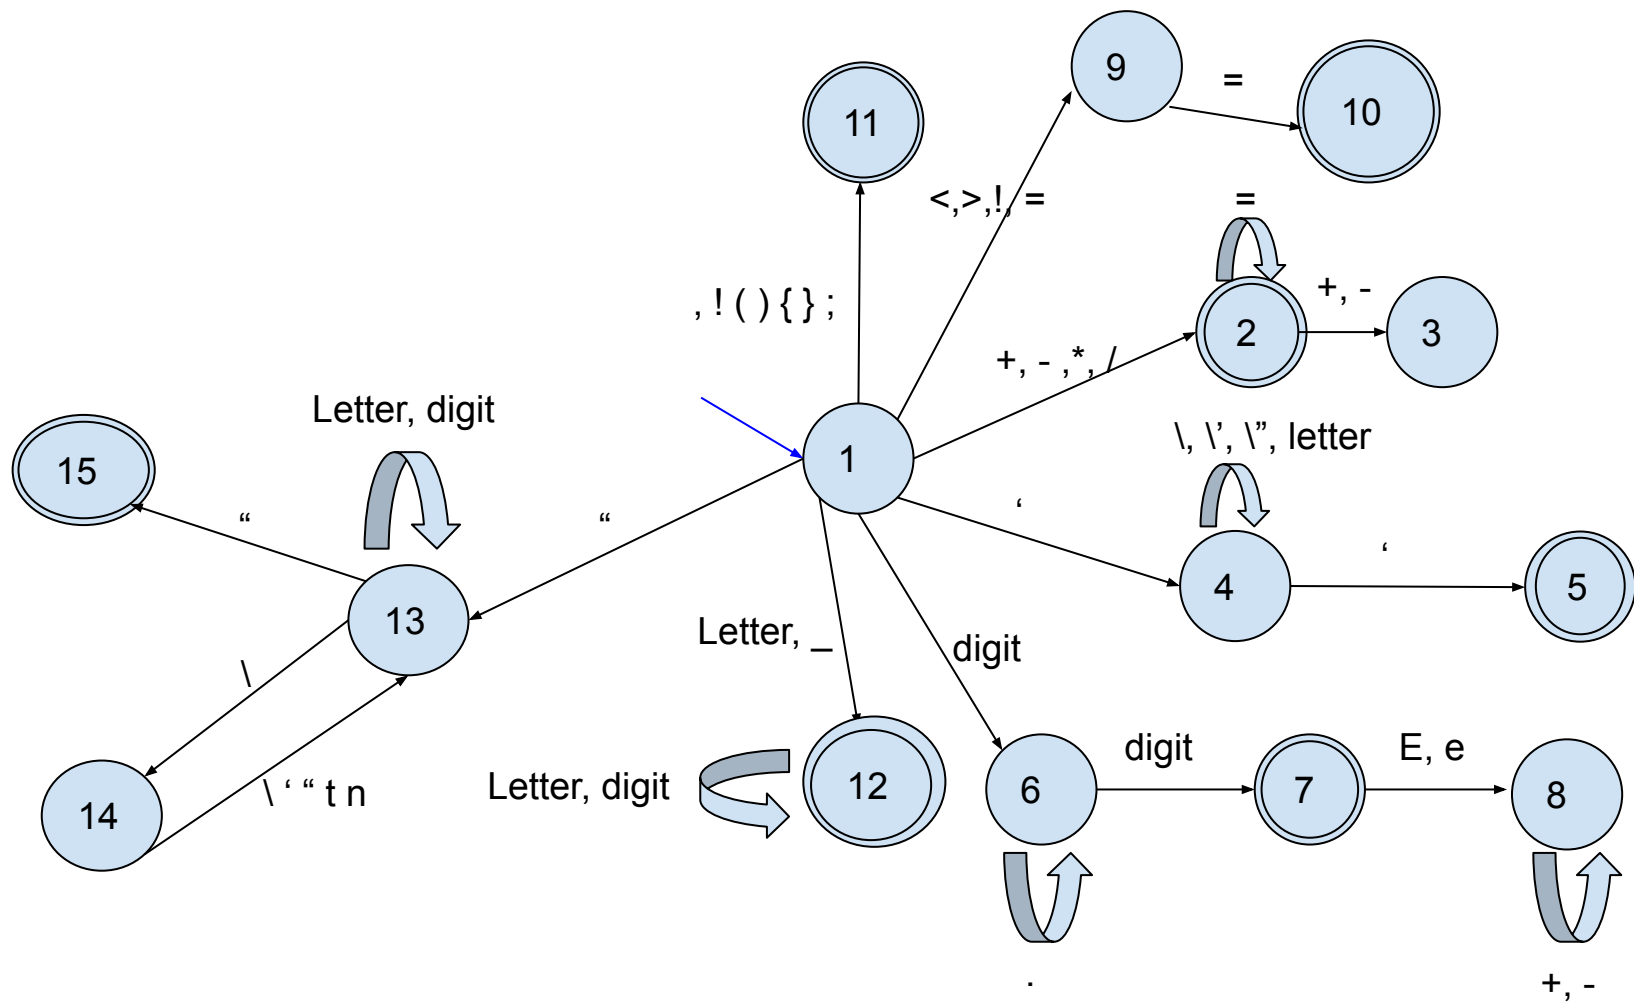 9
=
10
11
<,>,!, =
=
+, -
, ! ( ) { } ;
2
3
+, - ,*, /
Letter, digit
\, \’, \”, letter
15
1
“
“
‘
‘
13
4
5
Letter, _
digit
\
digit
E, e
\ ‘ “ t n
14
Letter, digit
12
6
7
8
.
+, -